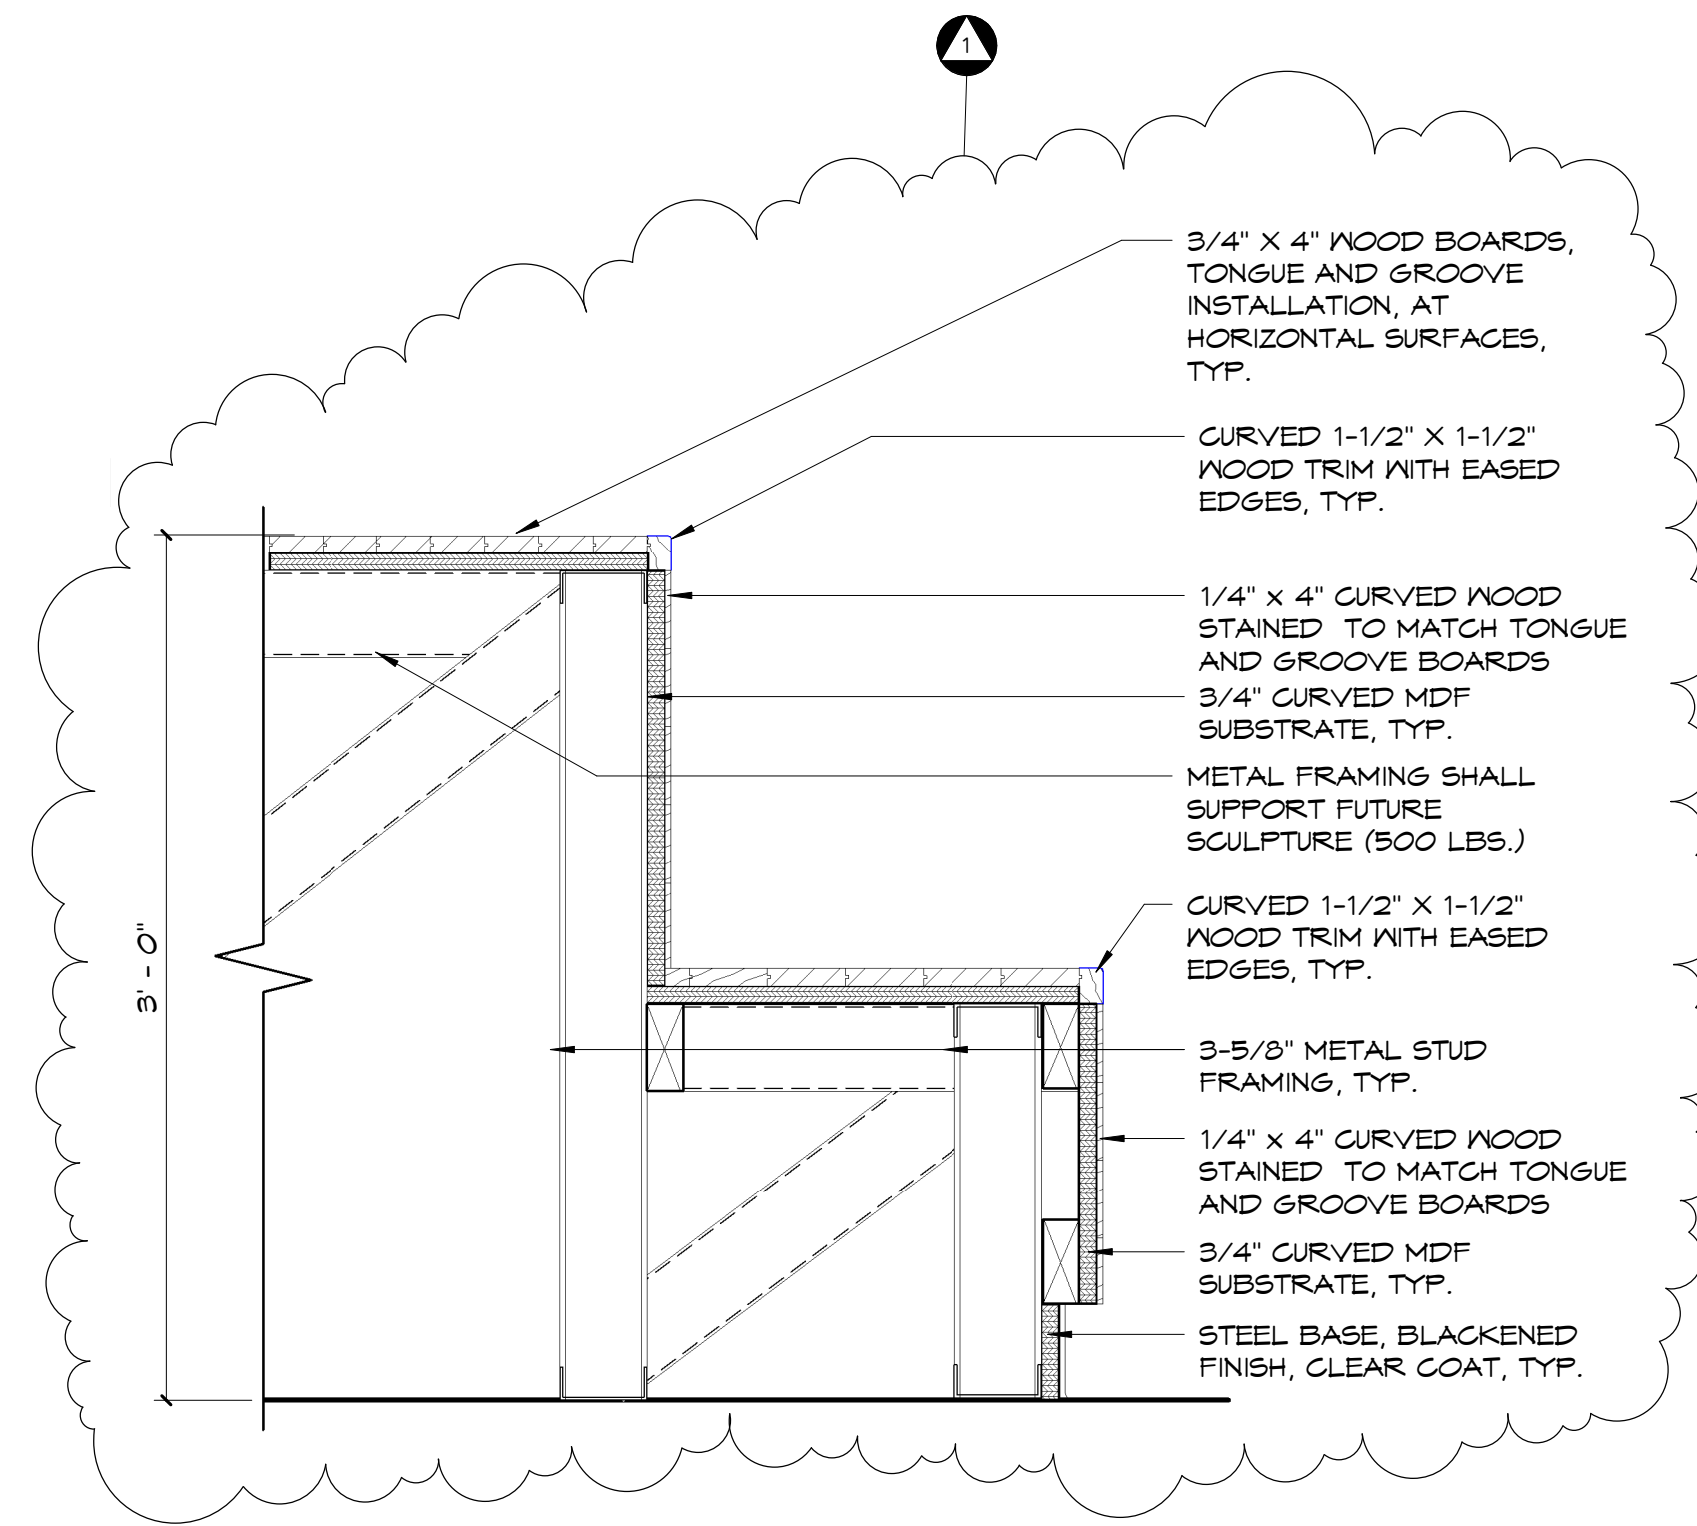 1
3/4" X 4" WOOD BOARDS,
TONGUE AND GROOVE
INSTALLATION, AT
HORIZONTAL SURFACES,
TYP.
CURVED 1-1/2" X 1-1/2"
WOOD TRIM WITH EASED
EDGES, TYP.
1/4" x 4" CURVED WOOD
STAINED TO MATCH TONGUE
AND GROOVE BOARDS
3/4" CURVED MDF
SUBSTRATE, TYP.
METAL FRAMING SHALL
SUPPORT FUTURE
SCULPTURE (500 LBS.)
CURVED 1-1/2" X 1-1/2"
WOOD TRIM WITH EASED
EDGES, TYP.
3' - 0"
3-5/8" METAL STUD
FRAMING, TYP.
1/4" x 4" CURVED WOOD
STAINED TO MATCH TONGUE
AND GROOVE BOARDS
3/4" CURVED MDF
SUBSTRATE, TYP.
STEEL BASE, BLACKENED
FINISH, CLEAR COAT, TYP.